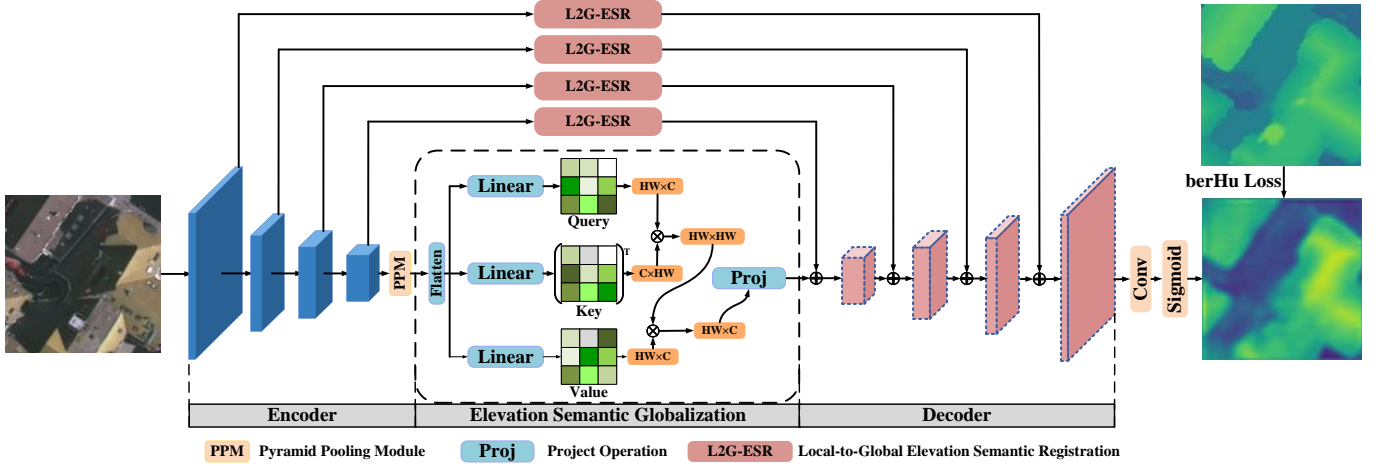 L2G-ESR
L2G-ESR
L2G-ESR
L2G-ESR
berHu Loss
PPM
Flatten
Linear
Query
HW×C
HW×HW
Linear
T
Key
C×HW
Proj
Linear
Value
HW×C
HW×C
Conv
Sigmoid
Encoder
Elevation Semantic Globalization
Decoder
PPM Pyramid Pooling Module
Proj Project Operation
L2G-ESR Local-to-Global Elevation Semantic Registration